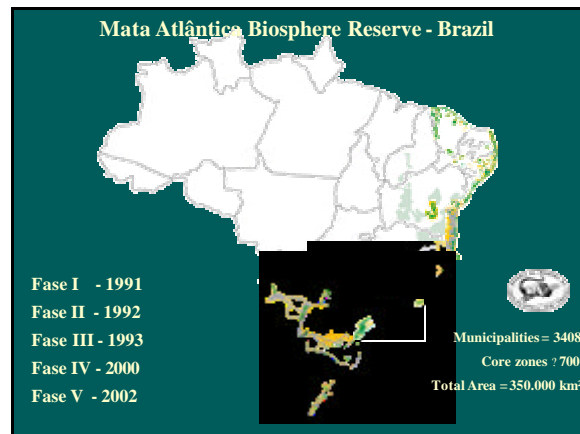 Mata Atlântica Biosphere Reserve - Brazil
Fase I - 1991
Fase II - 1992
Fase III - 1993
Fase IV - 2000
Fase V - 2002
Municipalities = 3408
Core zones ? 700
Total Area = 350.000 km²